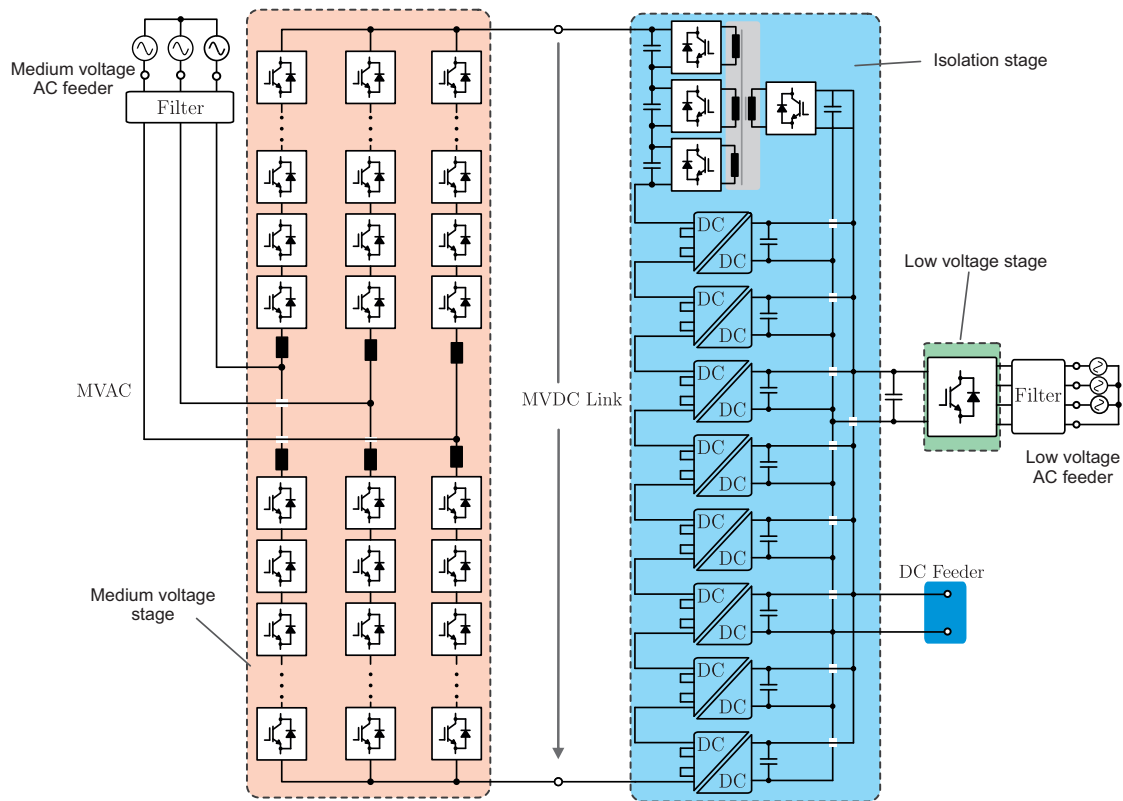 Medium voltage
AC feeder
Filter
Isolation stage
DC
DC
DC
DC
Low voltage stage
MVAC
MVDC Link
DC
DC
Filter
DC
DC
Low voltage
AC feeder
DC
DC
DC Feeder
Medium voltage
stage
DC
DC
DC
DC
DC
DC